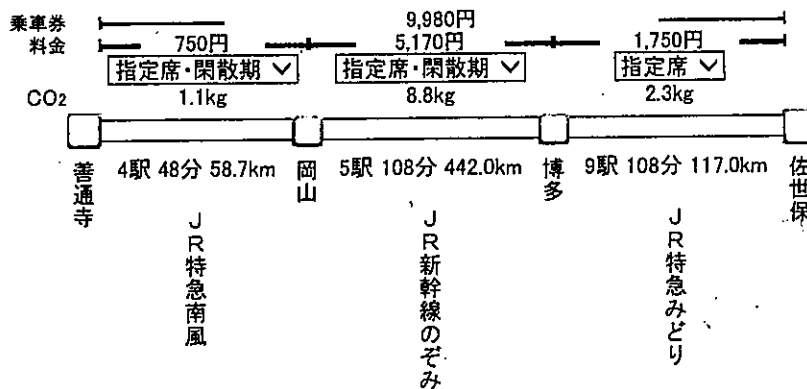 乗車券 9,980円
料金 750円 5,170円 1,750円
指定席・閑散期 指定席・閑散期 指定席
CO2 1.1kg 8.8kg 2.3kg
善通寺 4駅 48分 58.7km 岡山 5駅 108分 442.0km 博多 9駅 108分 117.0km 佐世保
JR特急南風
JR新幹線のぞみ
JR特急みどり